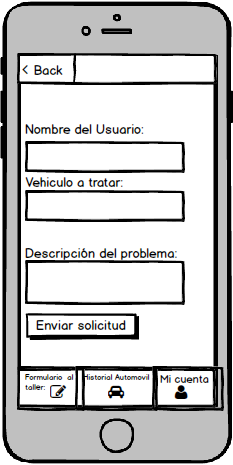 < Back
Nombre del Usuario:
Vehiculo a tratar:
Descripción del problema:
Enviar solicitud
Formulario al
taller:
Historial Automovil
Mi cuenta